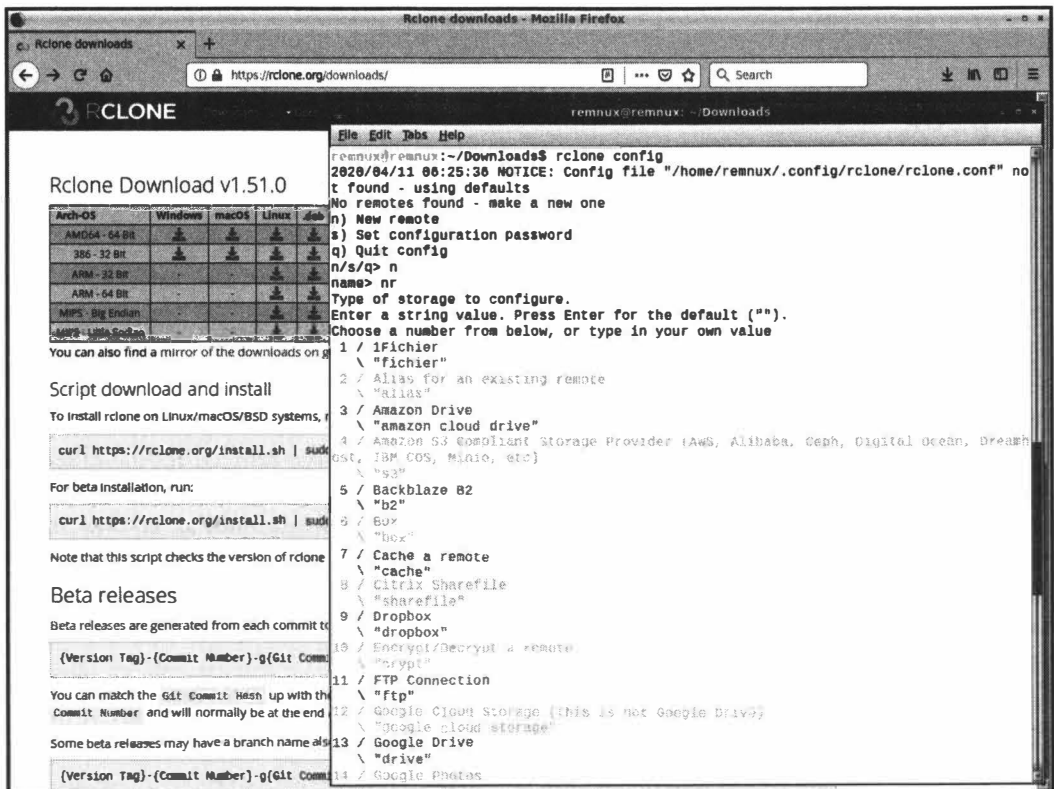 Rclone downloads - Mozilla Firefox
Rclone downloads × +
https://rclone.org/downloads/
Search
RCLONE
Rclone Download v1.51.0
Arch-OS Windows macOS Linux .deb
AMD64 - 64 Bit
386 - 32 Bit - -
ARM - 32 Bit - -
ARM - 64 Bit - -
MIPS - Big Endian - -
MIPS - Little Endian
You can also find a mirror of the downloads on g
Script download and install
To install rclone on Linux/macOS/BSD systems, r
curl https://rclone.org/install.sh | sudo
For beta installation, run:
curl https://rclone.org/install.sh | sudo
Note that this script checks the version of rclone
Beta releases
Beta releases are generated from each commit to
{Version Tag}-{Commit Number}-g{Git Comm
You can match the Git Commit Hash up with the
Commit Number and will normally be at the end
Some beta releases may have a branch name als
{Version Tag}-{Commit Number}-g{Git Comm
remnux@remnux: ~/Downloads
File Edit Tabs Help
remnux@remnux:~/Downloads$ rclone config
2020/04/11 06:25:36 NOTICE: Config file "/home/remnux/.config/rclone/rclone.conf" no
t found - using defaults
No remotes found - make a new one
n) New remote
s) Set configuration password
q) Quit config
n/s/q> n
name> nr
Type of storage to configure.
Enter a string value. Press Enter for the default ("").
Choose a number from below, or type in your own value
1 / 1Fichier
\ "fichier"
2 / Alias for an existing remote
\ "alias"
3 / Amazon Drive
\ "amazon cloud drive"
4 / Amazon S3 Compliant Storage Provider (AWS, Alibaba, Ceph, Digital Ocean, Dreamh
ost, IBM COS, Minio, etc)
\ "s3"
5 / Backblaze B2
\ "b2"
6 / Box
\ "box"
7 / Cache a remote
\ "cache"
8 / Citrix Sharefile
\ "sharefile"
9 / Dropbox
\ "dropbox"
10 / Encrypt/Decrypt a remote
\ "crypt"
11 / FTP Connection
\ "ftp"
12 / Google Cloud Storage (this is not Google Drive)
\ "google cloud storage"
13 / Google Drive
\ "drive"
14 / Google Photos